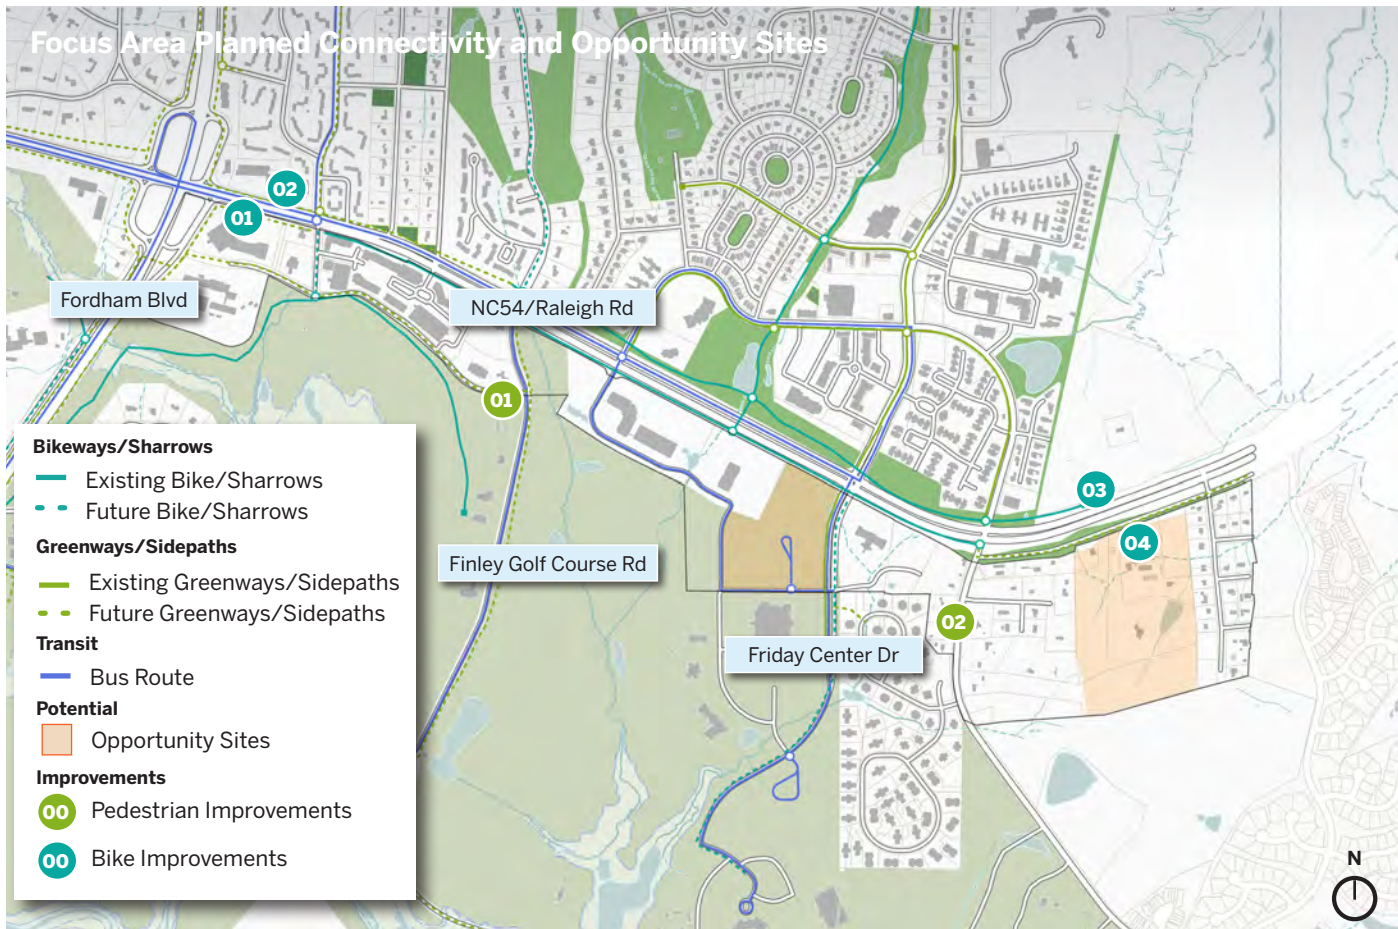 Focus Area Planned Connectivity and Opportunity Sites
02
01
Fordham Blvd
NC54/Raleigh Rd
01
03
04
Finley Golf Course Rd
02
Friday Center Dr
Bikeways/Sharrows
Existing Bike/Sharrows
Future Bike/Sharrows
Greenways/Sidepaths
Existing Greenways/Sidepaths
Future Greenways/Sidepaths
Transit
Bus Route
Potential
Opportunity Sites
Improvements
00 Pedestrian Improvements
00 Bike Improvements
N